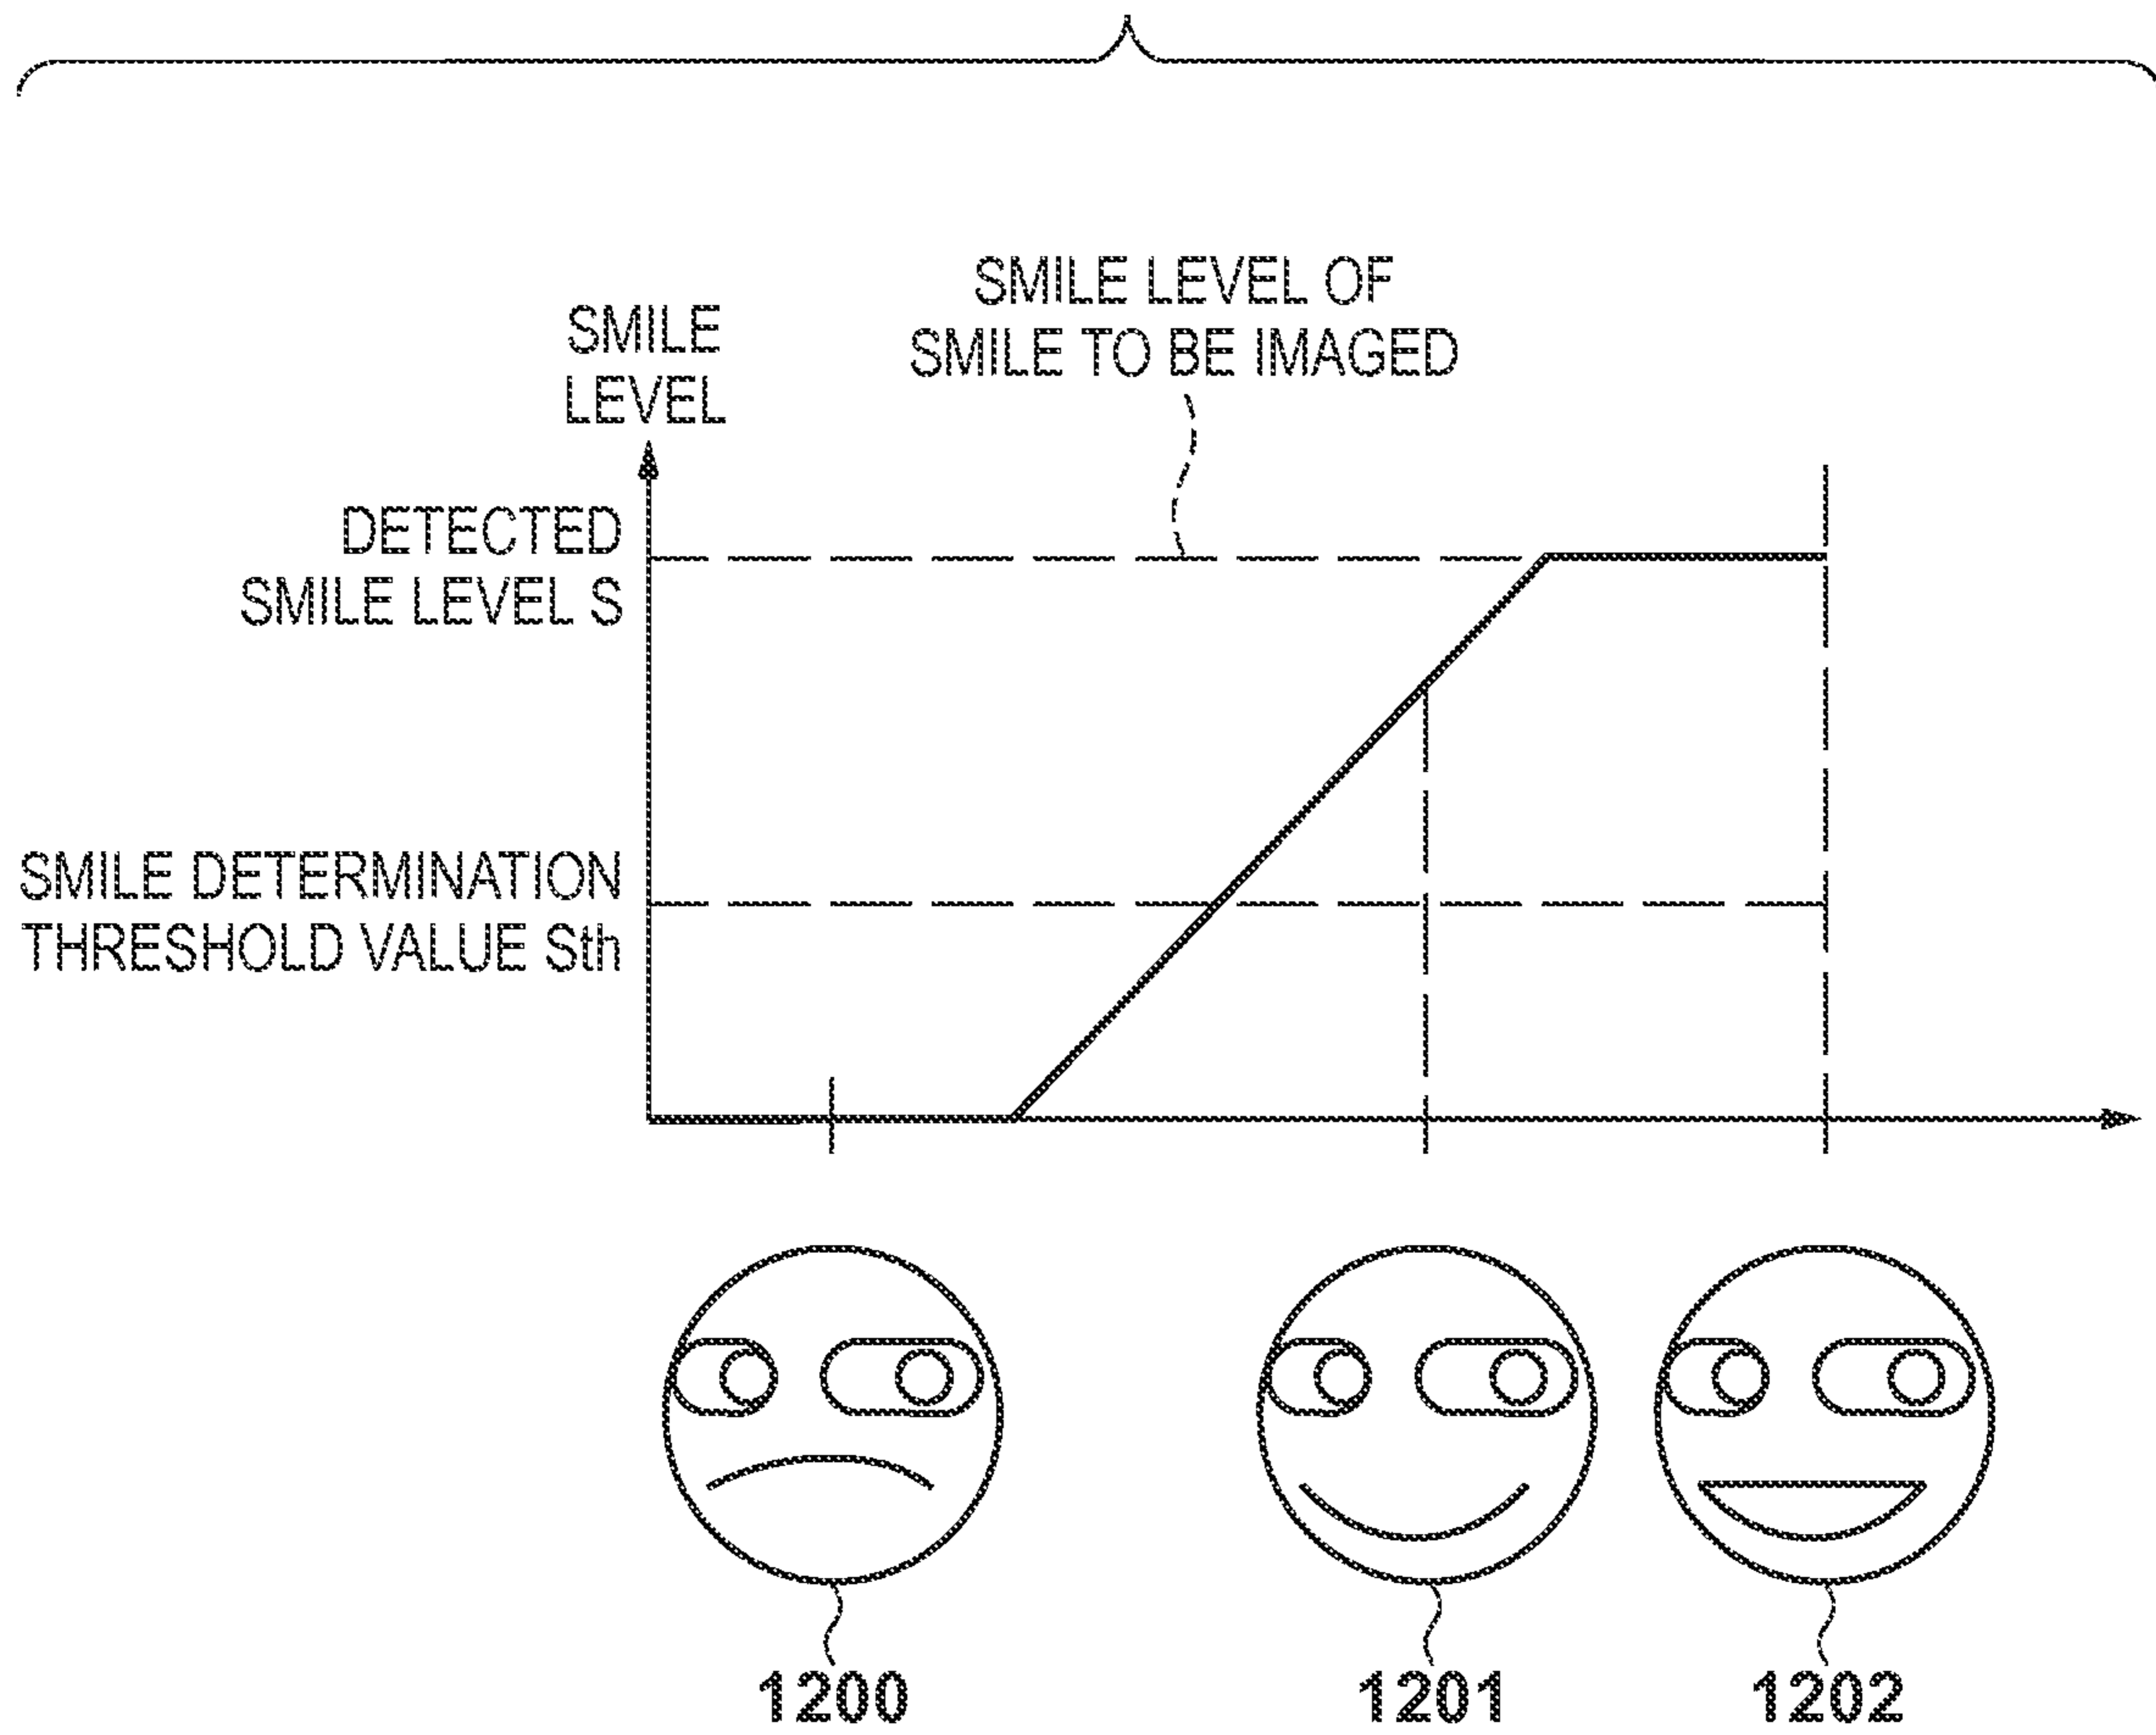 SMILE LEVEL OF
SMILE TO BE IMAGED
SMILE
LEVEL
DETECTED
SMILE LEVEL S
SMILE DETERMINATION
THRESHOLD VALUE Sth
1200
1201
1202